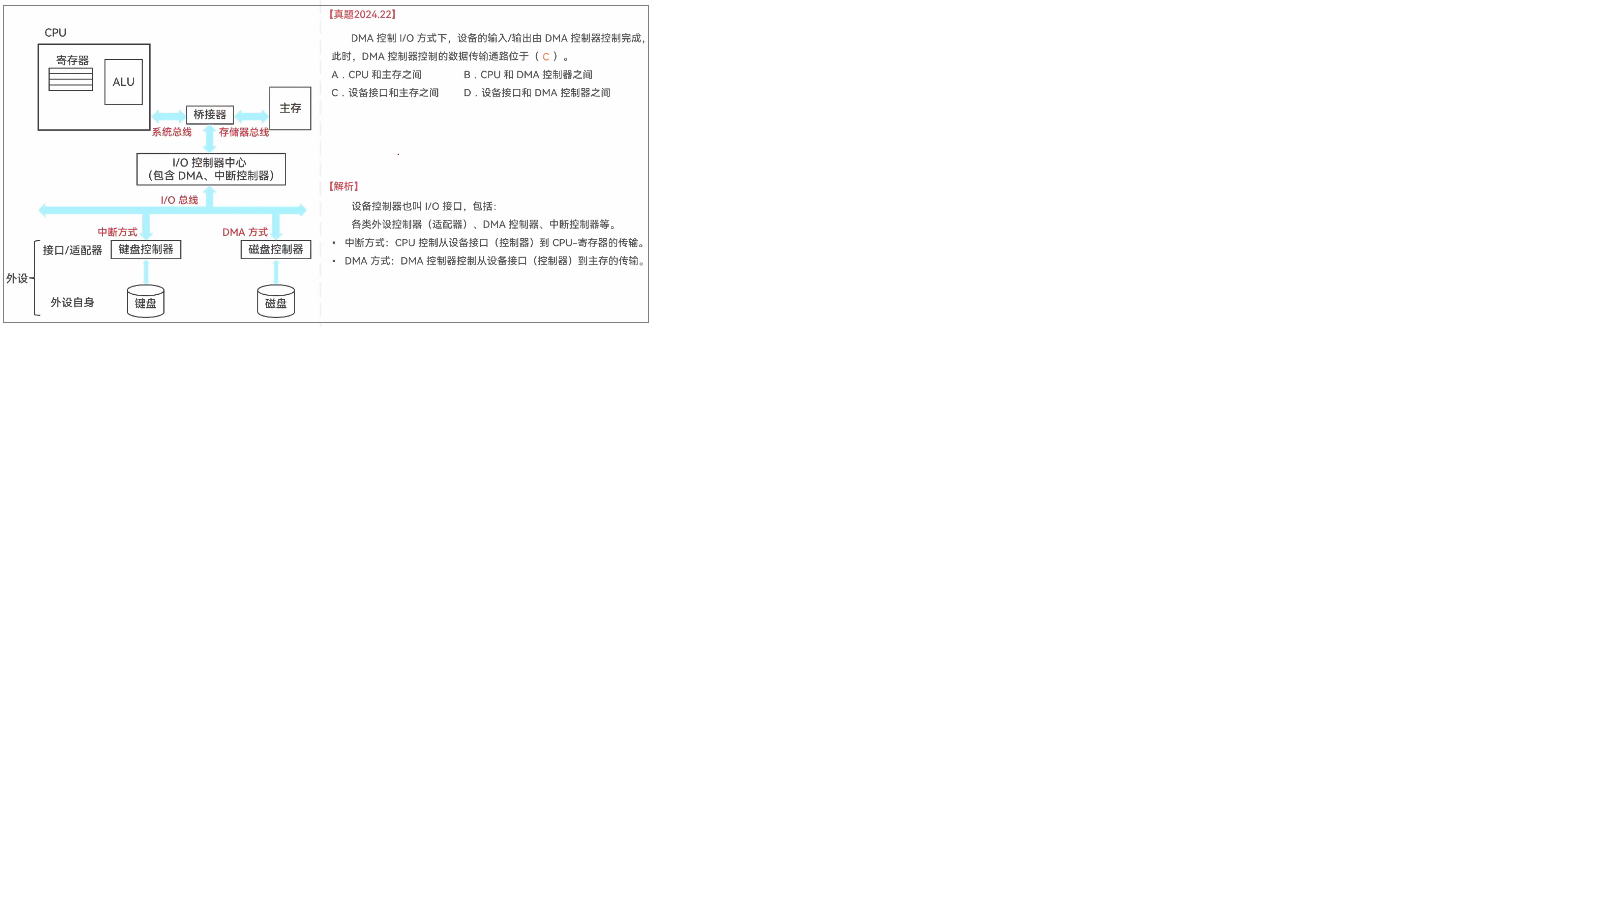 CPU
寄存器
ALU
桥接器
主存
系统总线
存储器总线
I/O 控制器中心
（包含 DMA、中断控制器）
I/O 总线
中断方式
DMA 方式
接口/适配器
键盘控制器
磁盘控制器
外设
外设自身
键盘
磁盘
【真题2024.22】
DMA 控制 I/O 方式下，设备的输入/输出由 DMA 控制器控制完成，
此时，DMA 控制器控制的数据传输通路位于（ C ）。
A．CPU 和主存之间
B．CPU 和 DMA 控制器之间
C．设备接口和主存之间
D．设备接口和 DMA 控制器之间
【解析】
设备控制器也叫 I/O 接口，包括：
各类外设控制器（适配器）、DMA 控制器、中断控制器等。
• 中断方式：CPU 控制从设备接口（控制器）到 CPU-寄存器的传输。
• DMA 方式：DMA 控制器控制从设备接口（控制器）到主存的传输。